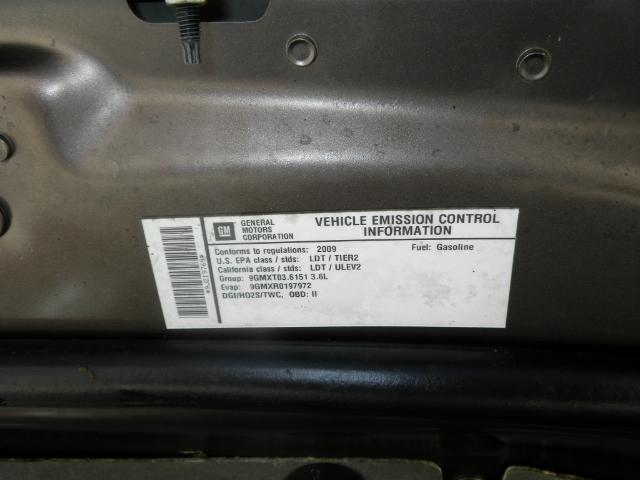 GM
GENERAL
MOTORS
CORPORATION
VEHICLE EMISSION CONTROL
INFORMATION
Conforms to regulations: 2009 Fuel: Gasoline
U.S. EPA class / stds: LDT / TIER2
California class / stds: LDT / ULEV2
Group: 9GMXT03.6151 3.6L
Evap: 9GMXR0197972
DGI/HO2S/TWC, OBD: II